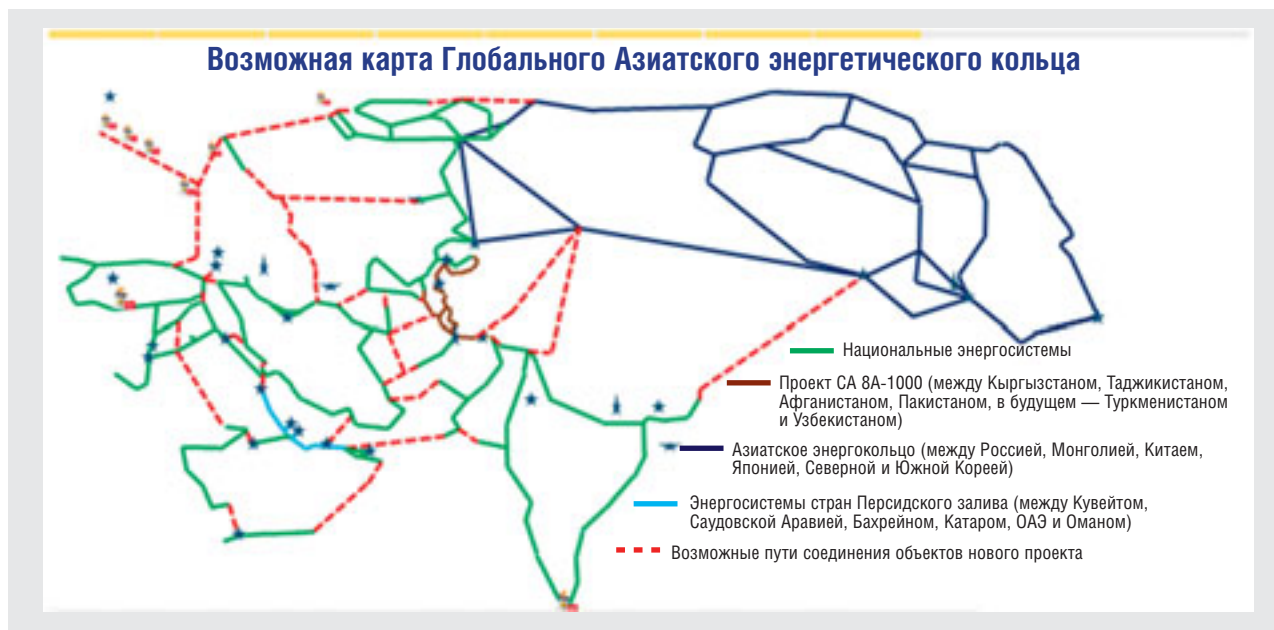 Возможная карта Глобального Азиатского энергетического кольца
Национальные энергосистемы
Проект СА 8А-1000 (между Кыргызстаном, Таджикистаном,
Афганистаном, Пакистаном, в будущем — Туркменистаном
и Узбекистаном)
Азиатское энергокольцо (между Россией, Монголией, Китаем,
Японией, Северной и Южной Кореей)
Энергосистемы стран Персидского залива (между Кувейтом,
Саудовской Аравией, Бахрейном, Катаром, ОАЭ и Оманом)
Возможные пути соединения объектов нового проекта